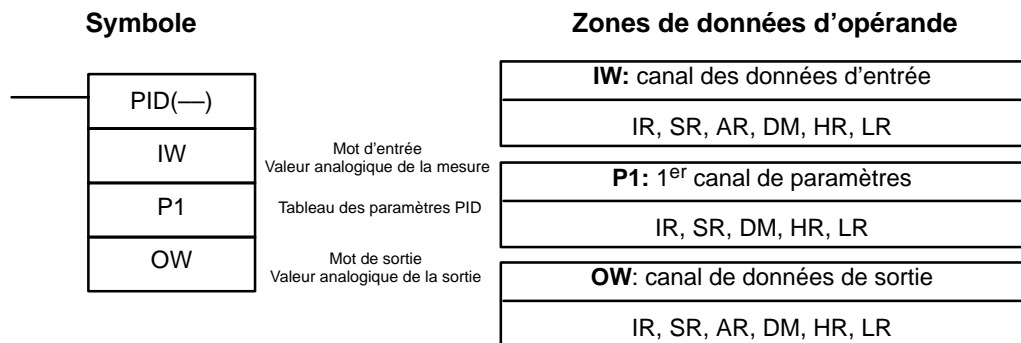 Symbole
PID(––)
IW
P1
OW
Mot d’entrée
Valeur analogique de la mesure
Tableau des paramètres PID
Mot de sortie
Valeur analogique de la sortie
Zones de données d’opérande
IW: canal des données d’entrée
IR, SR, AR, DM, HR, LR
P1: 1er canal de paramètres
IR, SR, DM, HR, LR
OW: canal de données de sortie
IR, SR, AR, DM, HR, LR